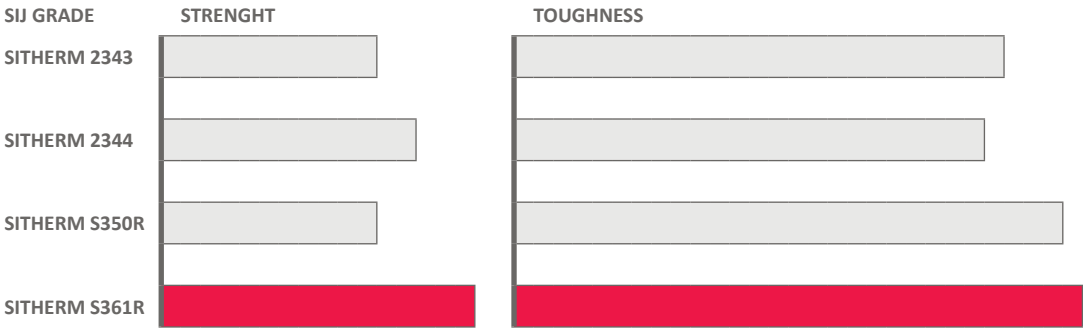 SIJ GRADE STRENGHT TOUGHNESS
SITHERM 2343
SITHERM 2344
SITHERM S350R
SITHERM S361R